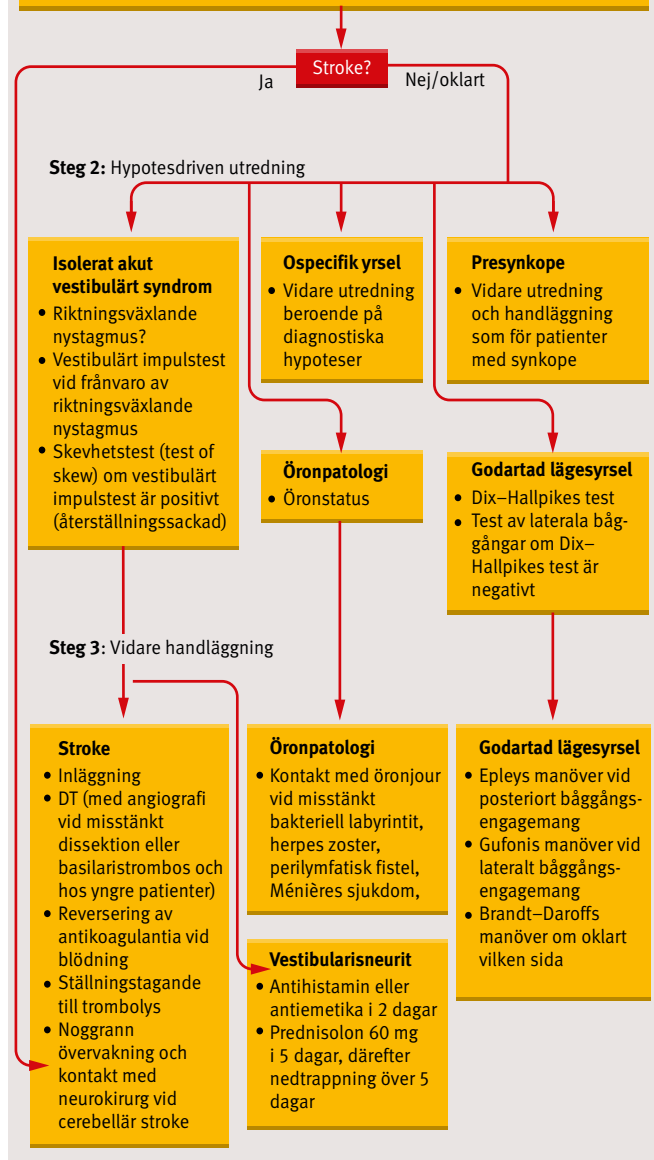 Stroke?
Ja
Nej/oklart
Steg 2: Hypotesdriven utredning
Isolerat akut
vestibulärt syndrom
• Riktningsväxlande
nystagmus?
• Vestibulärt impulstest
vid frånvaro av
riktningsväxlande
nystagmus
• Skevhetstest (test of
skew) om vestibulärt
impulstest är positivt
(återställningssackad)
Ospecifik yrsel
• Vidare utredning
beroende på
diagnostiska
hypoteser
Presynkope
• Vidare utredning
och handläggning
som för patienter
med synkope
Öronpatologi
• Öronstatus
Godartad lägesyrsel
• Dix–Hallpikes test
• Test av laterala båg-
gångar om Dix–
Hallpikes test är
negativt
Steg 3: Vidare handläggning
Stroke
• Inläggning
• DT (med angiografi
vid misstänkt
dissektion eller
basilaristrombos och
hos yngre patienter)
• Reversering av
antikoagulantia vid
blödning
• Ställningstagande
till trombolys
• Noggrann
övervakning och
kontakt med
neurokirurg vid
cerebellär stroke
Öronpatologi
• Kontakt med öronjour
vid misstänkt
bakteriell labyrintit,
herpes zoster,
perilymfatisk fistel,
Ménières sjukdom,
Vestibularisneurit
• Antihistamin eller
antiemetika i 2 dagar
• Prednisolon 60 mg
i 5 dagar, därefter
nedtrappning över 5
dagar
Godartad lägesyrsel
• Epleys manöver vid
posteriort båggångs-
engagemang
• Gufonis manöver vid
lateralt båggångs-
engagemang
• Brandt–Daroffs
manöver om oklart
vilken sida